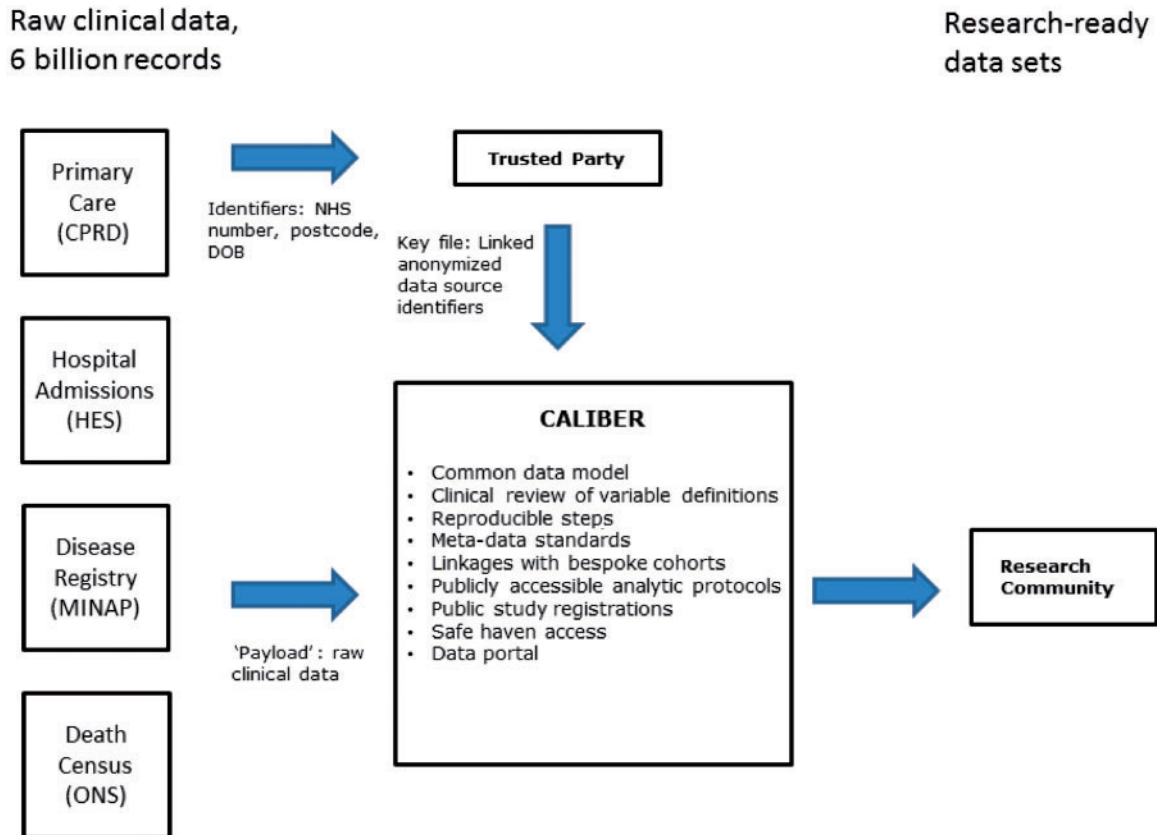 Raw clinical data,
6 billion records
Research-ready
data sets
Primary
Care
(CPRD)
Identifiers: NHS
number, postcode,
DOB
Trusted Party
Key file: Linked
anonymized
data source
identifiers
Hospital
Admissions
(HES)
Disease
Registry
(MINAP)
'Payload': raw
clinical data
Death
Census
(ONS)
CALIBER
• Common data model
• Clinical review of variable definitions
• Reproducible steps
• Meta-data standards
• Linkages with bespoke cohorts
• Publicly accessible analytic protocols
• Public study registrations
• Safe haven access
• Data portal
Research
Community